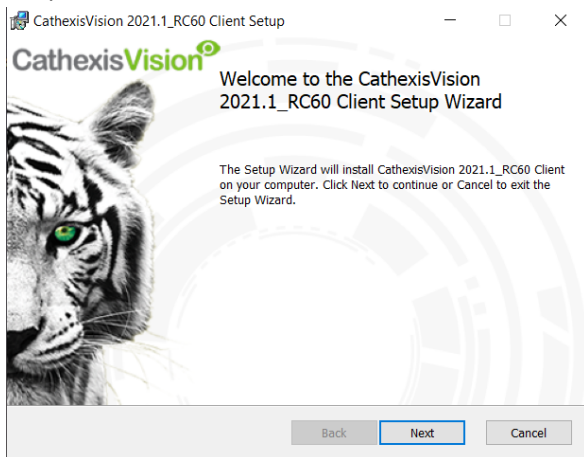 CathexisVision 2021.1_RC60 Client Setup
CathexisVision
Welcome to the CathexisVision
2021.1_RC60 Client Setup Wizard
The Setup Wizard will install CathexisVision 2021.1_RC60 Client
on your computer. Click Next to continue or Cancel to exit the
Setup Wizard.
Back Next Cancel